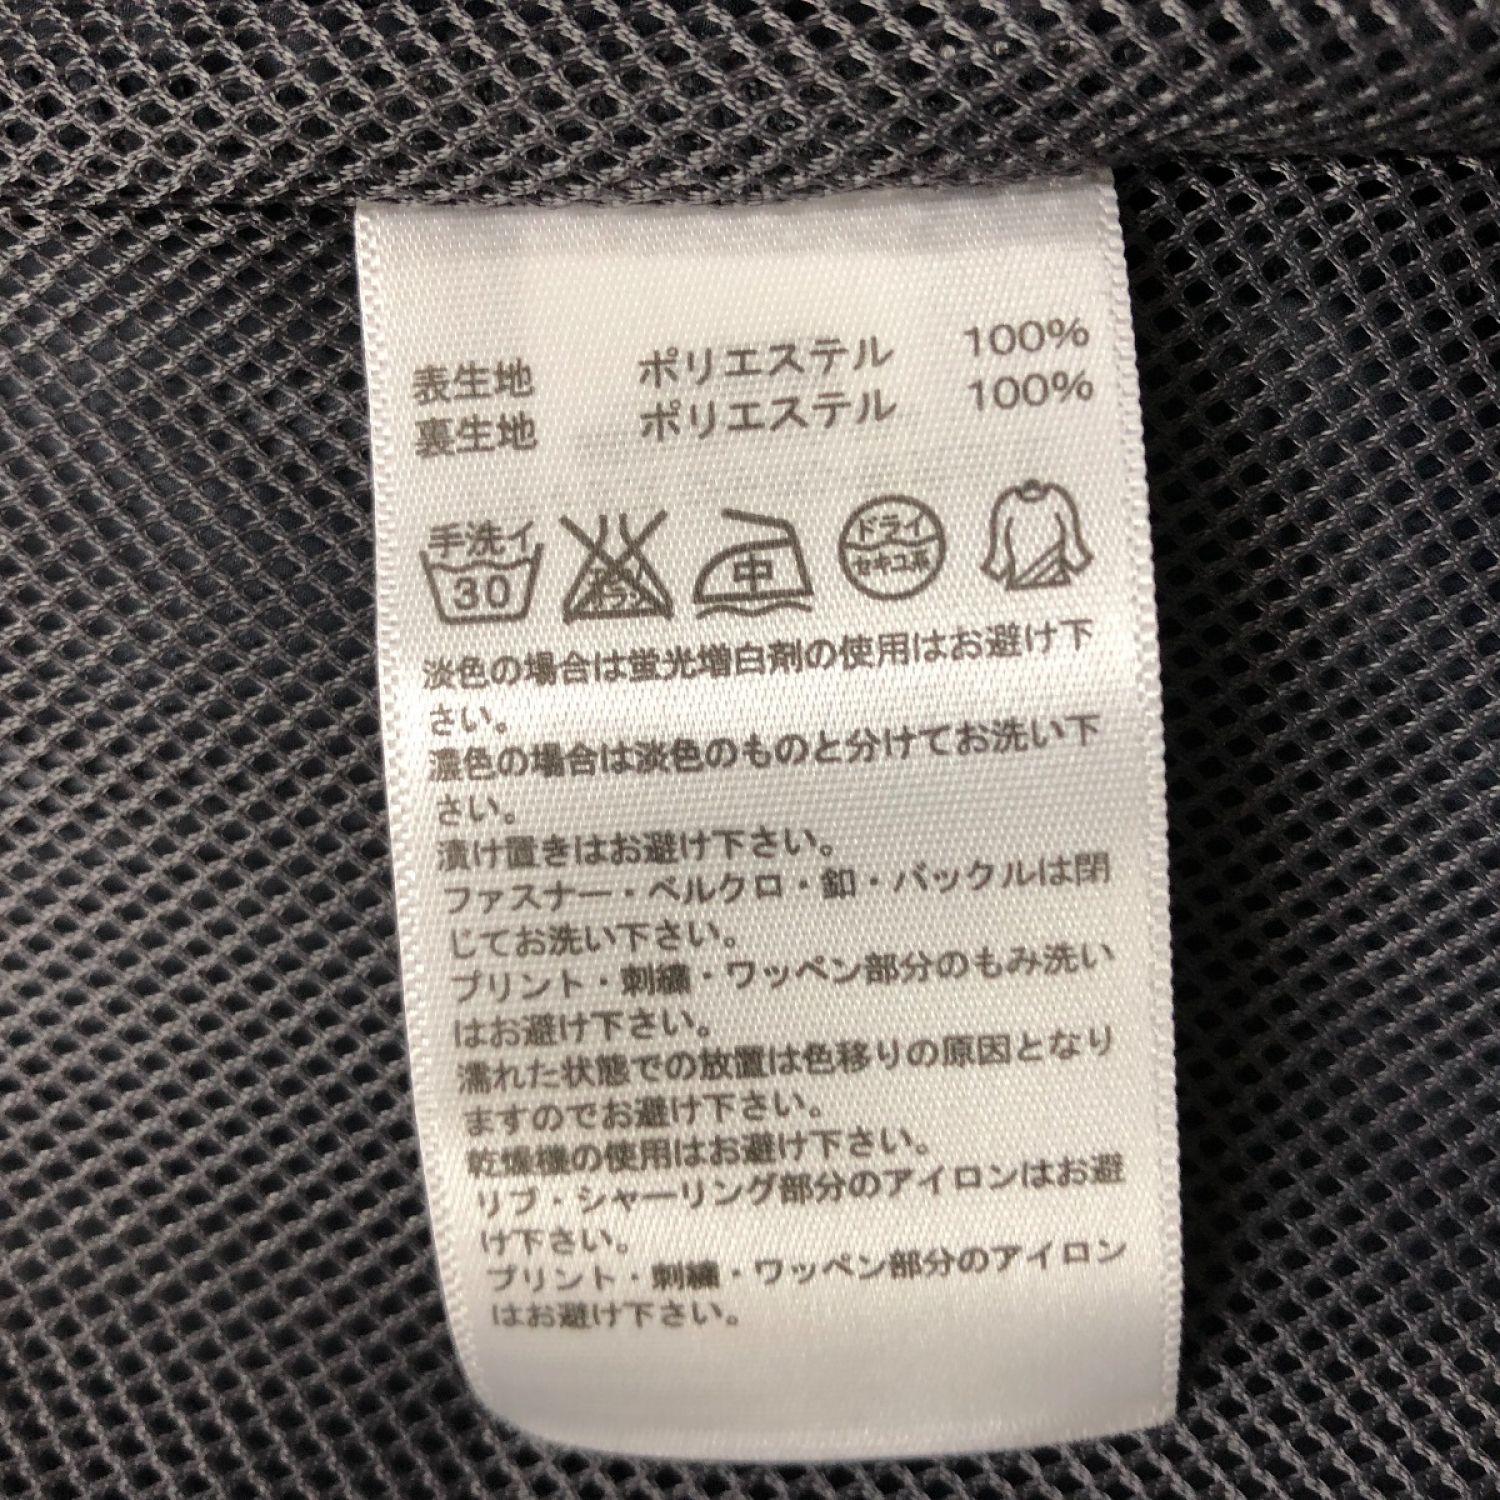 表生地 ポリエステル 100%
裏生地 ポリエステル 100%
手洗イ 30 エンソサラシ 中 ドライ セキユ系
淡色の場合は蛍光増白剤の使用はお避け下
さい。
濃色の場合は淡色のものと分けてお洗い下
さい。
漬け置きはお避け下さい。
ファスナー・ベルクロ・釦・バックルは閉
じてお洗い下さい。
プリント・刺繍・ワッペン部分のもみ洗い
はお避け下さい。
濡れた状態での放置は色移りの原因となり
ますのでお避け下さい。
乾燥機の使用はお避け下さい。
リブ・シャーリング部分のアイロンはお避
け下さい。
プリント・刺繍・ワッペン部分のアイロン
はお避け下さい。